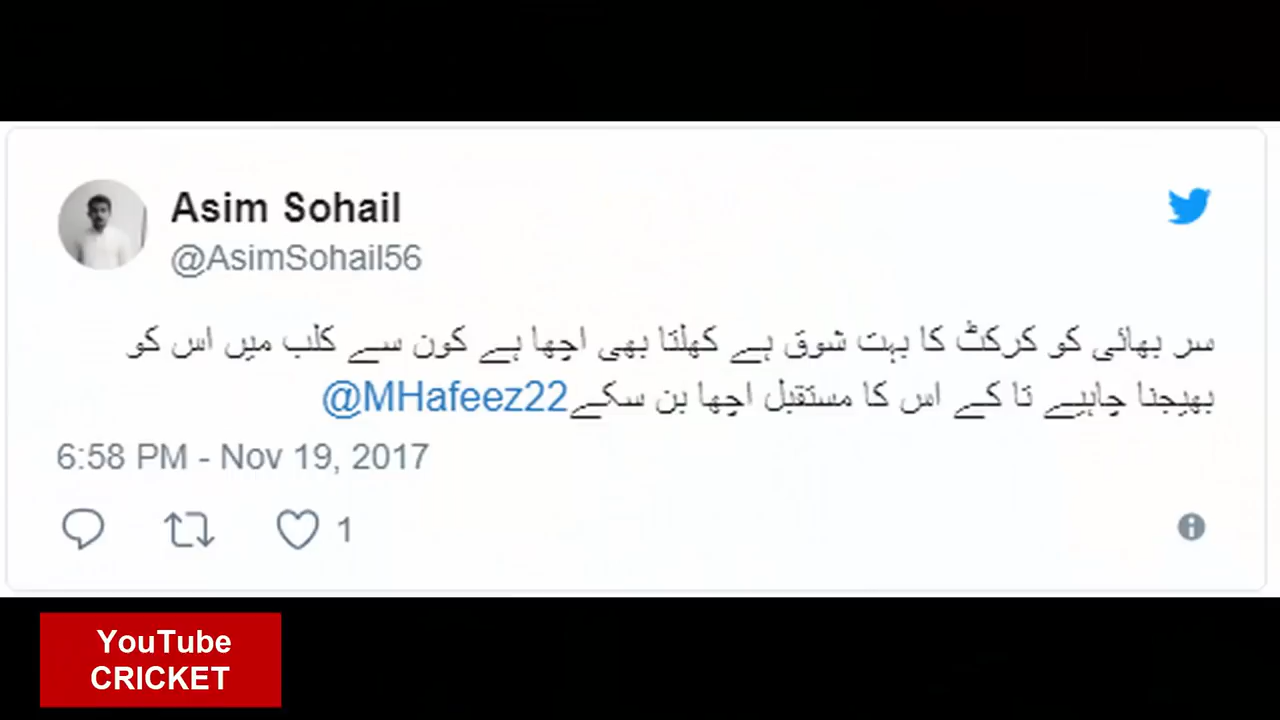 Asim Sohail
@AsimSohail56
سر بھائی کو کرکٹ کا بہت شوق ہے کھلتا بھی اچھا ہے کون سے کلب میں اس کو
بھیجنا چاہیے تا کے اس کا مستقبل اچھا بن سکے@MHafeez22
6:58 PM - Nov 19, 2017
1
YouTube
CRICKET